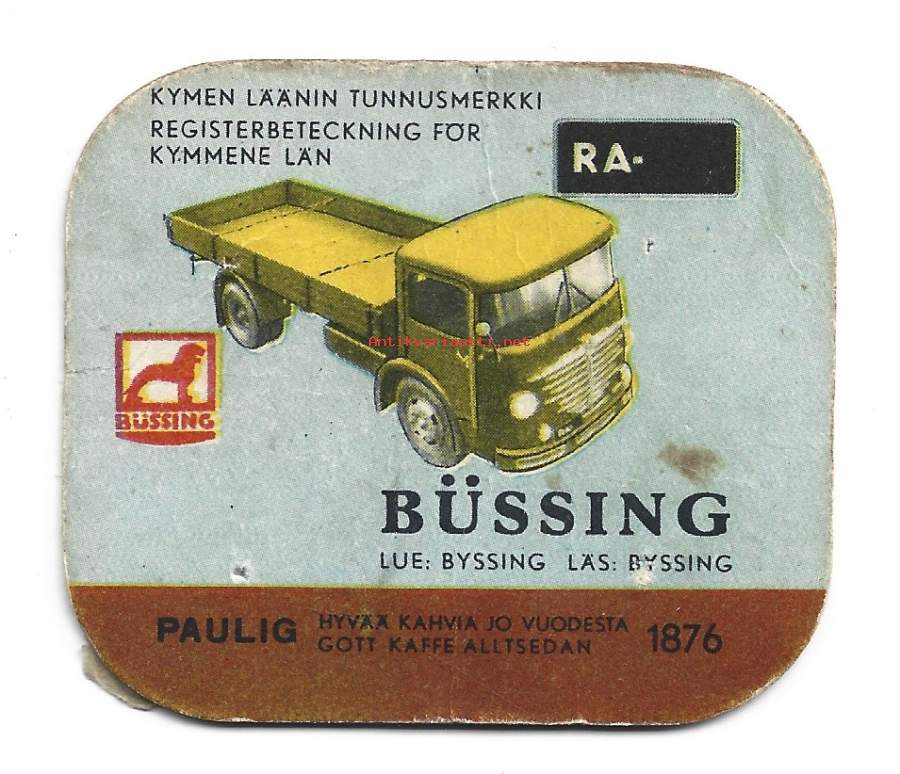 KYMEN LÄÄNIN TUNNUSMERKKI
REGISTERBETECKNING FÖR
KYMMENE LÄN
RA-
Antikvariaatti.net
BÜSSING
BÜSSING
LUE: BYSSING LÄS: BYSSING
PAULIG HYVÄÄ KAHVIA JO VUODESTA 1876
GOTT KAFFE ALLTSEDAN